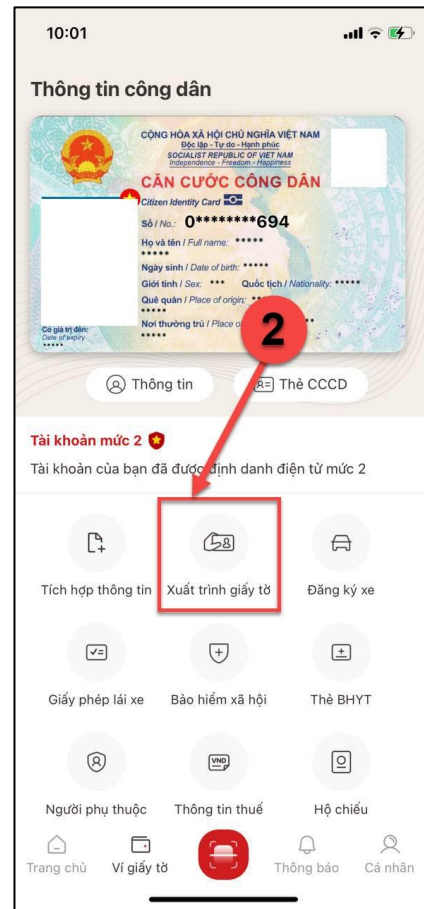 10:01
Thông tin công dân
CỘNG HÒA XÃ HỘI CHỦ NGHĨA VIỆT NAM
Độc lập - Tự do - Hạnh phúc
SOCIALIST REPUBLIC OF VIET NAM
Independence - Freedom - Happiness
CĂN CƯỚC CÔNG DÂN
Citizen Identity Card
Số / No.: 0********694
Họ và tên / Full name: *****
*****
Ngày sinh / Date of birth: *****
Giới tính / Sex: *** Quốc tịch / Nationality: *****
Quê quán / Place of origin:
*****
Nơi thường trú / Place
*****
Có giá trị đến:
Date of expiry
*****
2
Thông tin
Thẻ CCCD
Tài khoản mức 2
Tài khoản của bạn đã được định danh điện tử mức 2
Tích hợp thông tin
Xuất trình giấy tờ
Đăng ký xe
Giấy phép lái xe
Bảo hiểm xã hội
Thẻ BHYT
VND
Người phụ thuộc
Thông tin thuế
Hộ chiếu
Trang chủ
Ví giấy tờ
Thông báo
Cá nhân